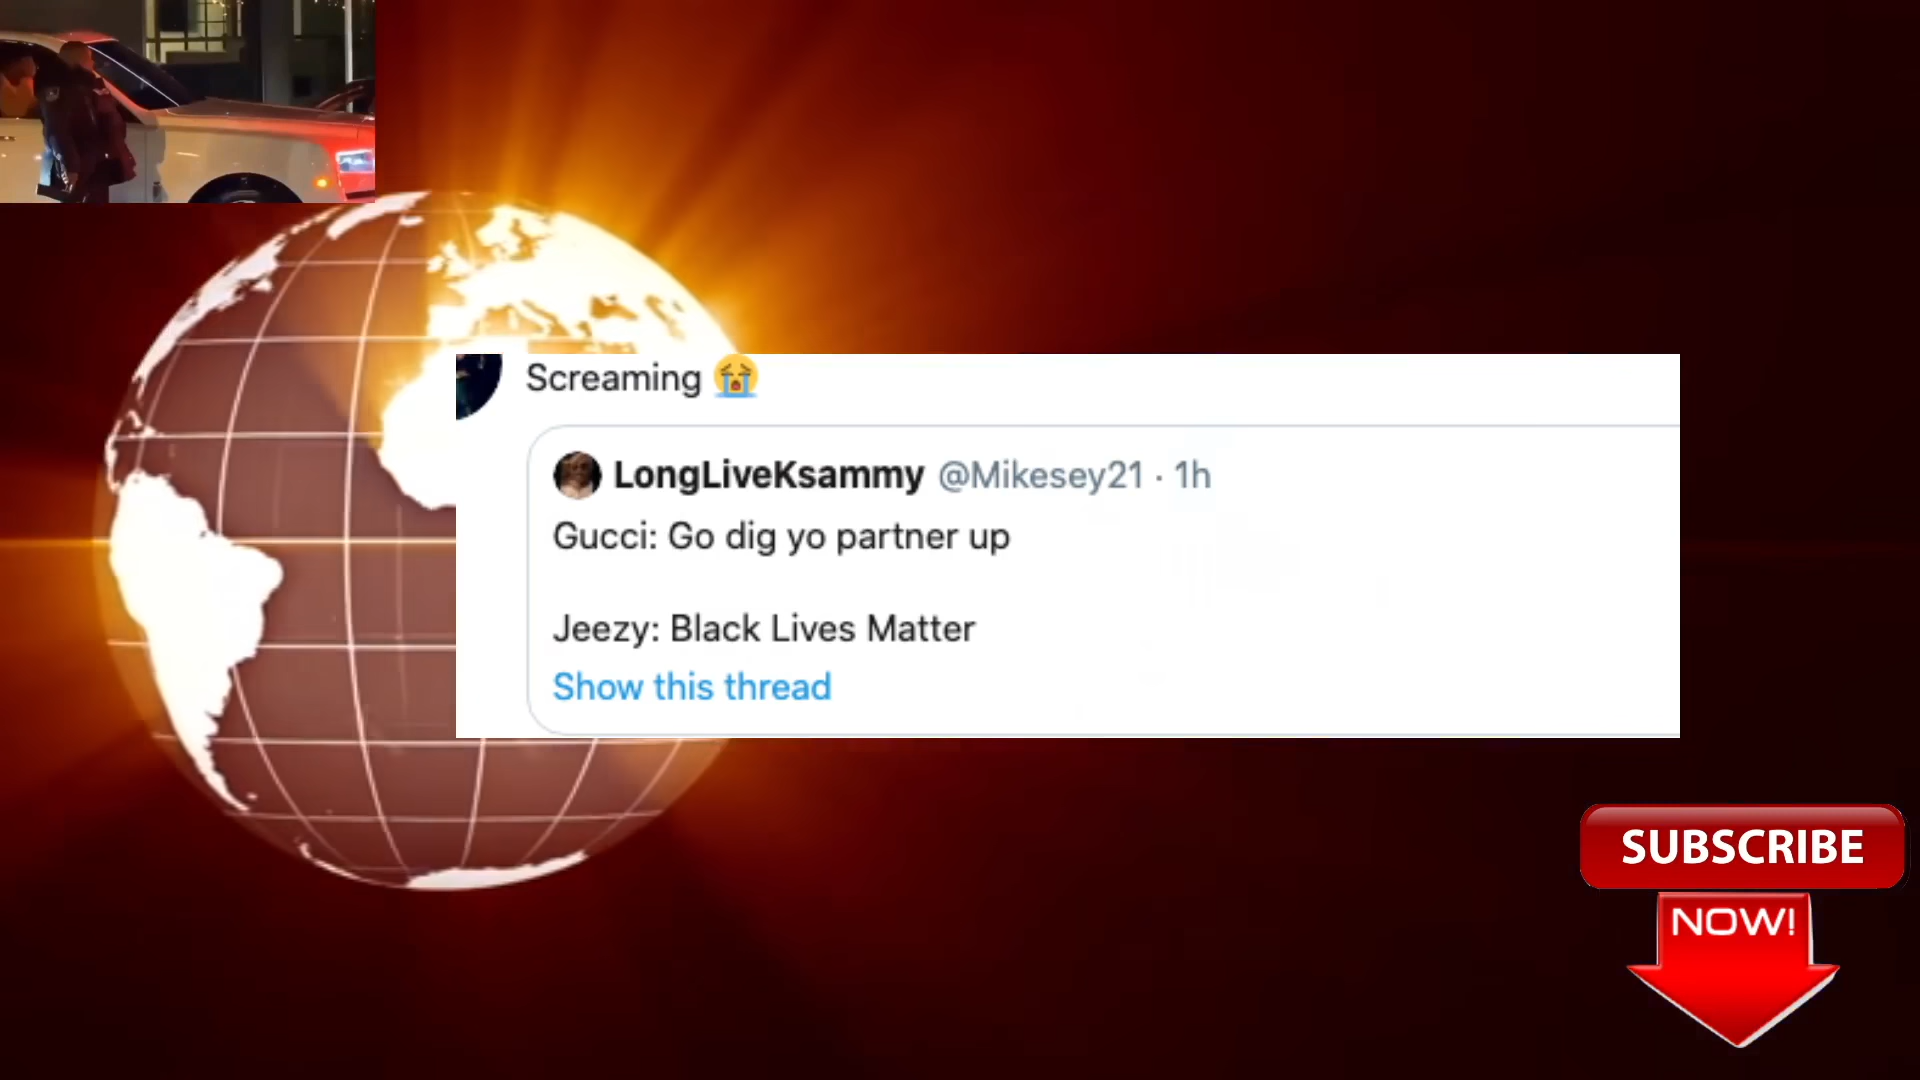 Screaming 😭
LongLiveKsammy @Mikesey21 · 1h
Gucci: Go dig yo partner up
Jeezy: Black Lives Matter
Show this thread
SUBSCRIBE
NOW!